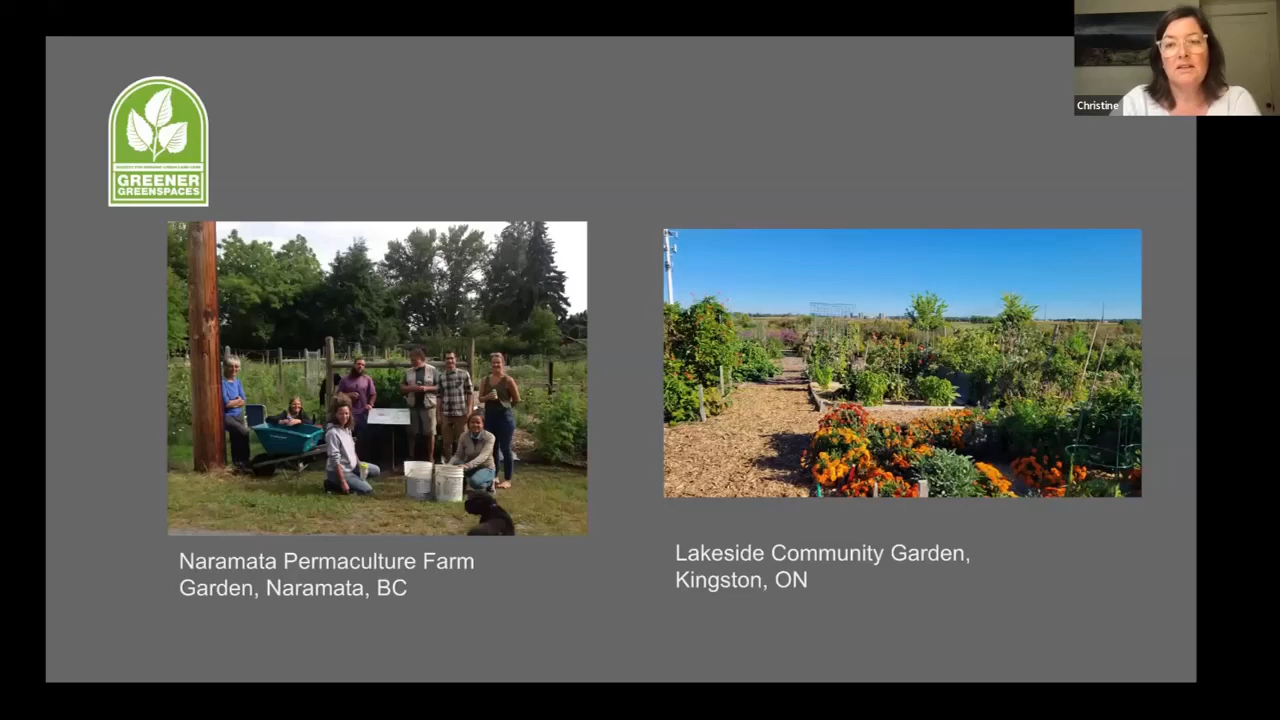 Christine
GREENER
GREENSPACES
Naramata Permaculture Farm
Garden, Naramata, BC
Lakeside Community Garden,
Kingston, ON